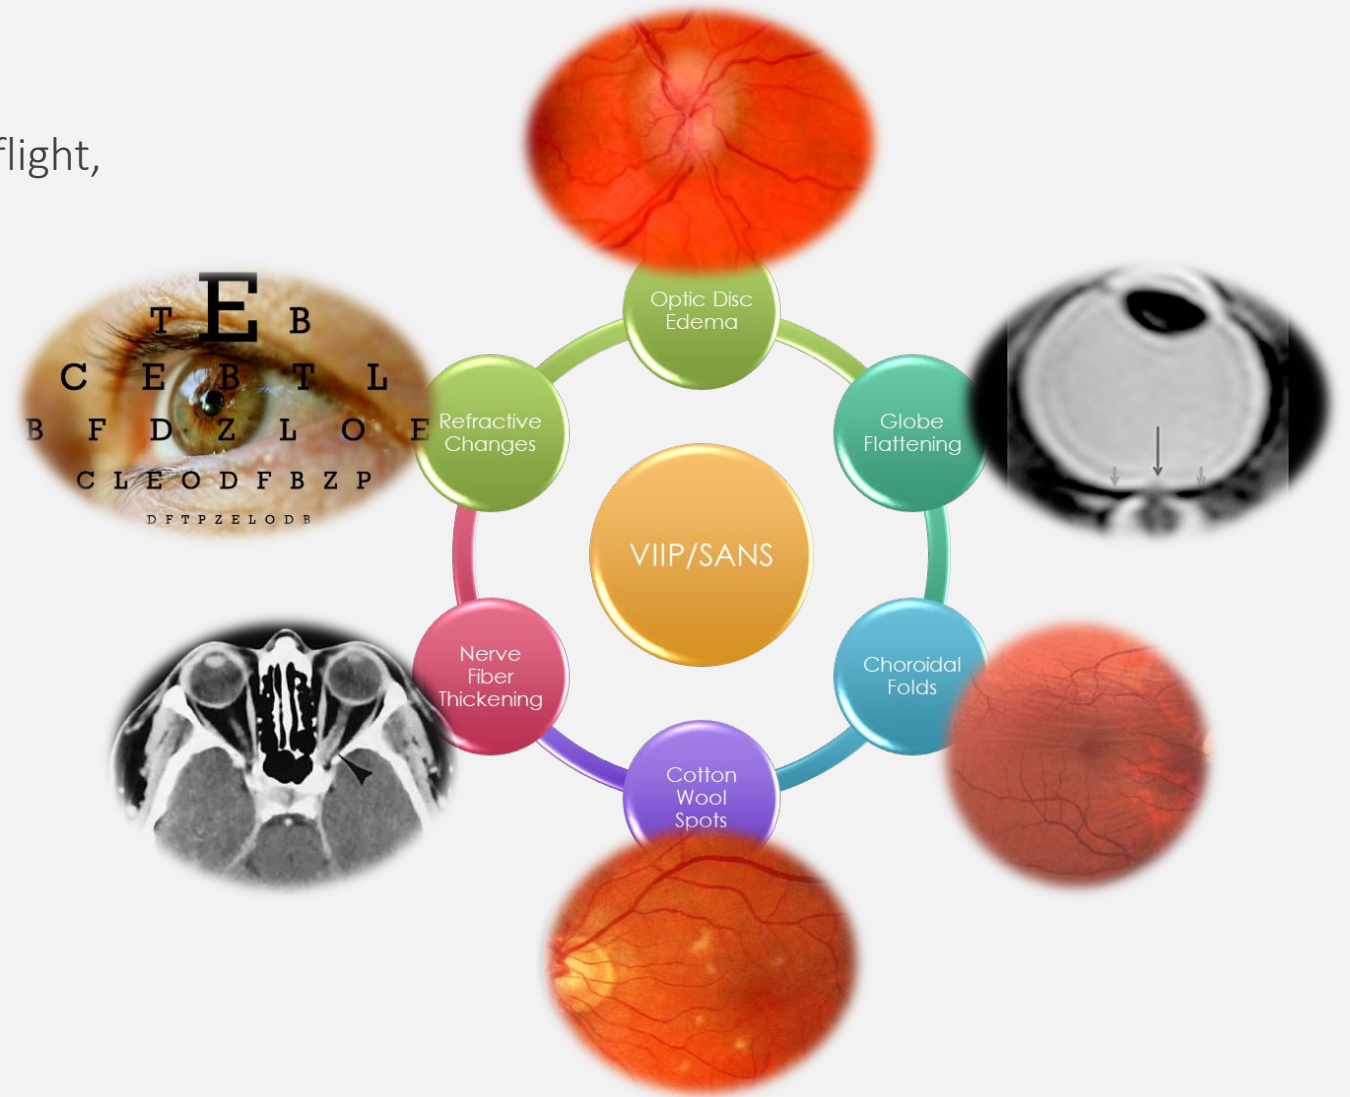 flight,
Optic Disc
Edema
T E B
C E B T L
B F D Z L O E
C L E O D F B Z P
D F T P Z E L O D B
Refractive
Changes
Globe
Flattening
VIIP/SANS
Nerve
Fiber
Thickening
Choroidal
Folds
Cotton
Wool
Spots